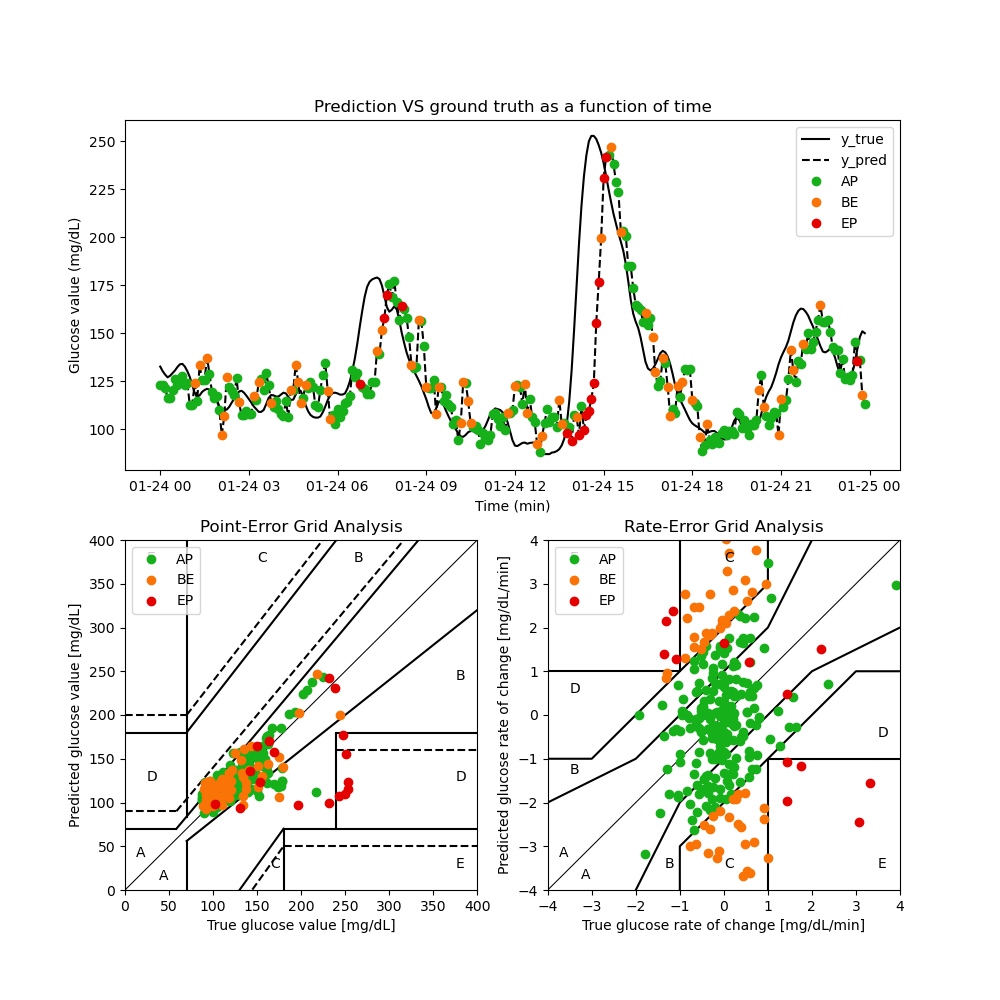 Prediction VS ground truth as a function of time
Glucose value (mg/dL)
250
225
200
175
150
125
100
y_true
y_pred
AP
BE
EP
01-24 00 01-24 03 01-24 06 01-24 09 01-24 12 01-24 15 01-24 18 01-24 21 01-25 00
Time (min)
Point-Error Grid Analysis
Predicted glucose value [mg/dL]
400
350
300
250
200
150
100
50
0
AP
BE
EP
C
B
B
D
D
A
A
C
E
0 50 100 150 200 250 300 350 400
True glucose value [mg/dL]
Rate-Error Grid Analysis
Predicted glucose rate of change [mg/dL/min]
4
3
2
1
0
−1
−2
−3
−4
AP
BE
EP
C
D
D
B
A
A
B
C
E
−4 −3 −2 −1 0 1 2 3 4
True glucose rate of change [mg/dL/min]